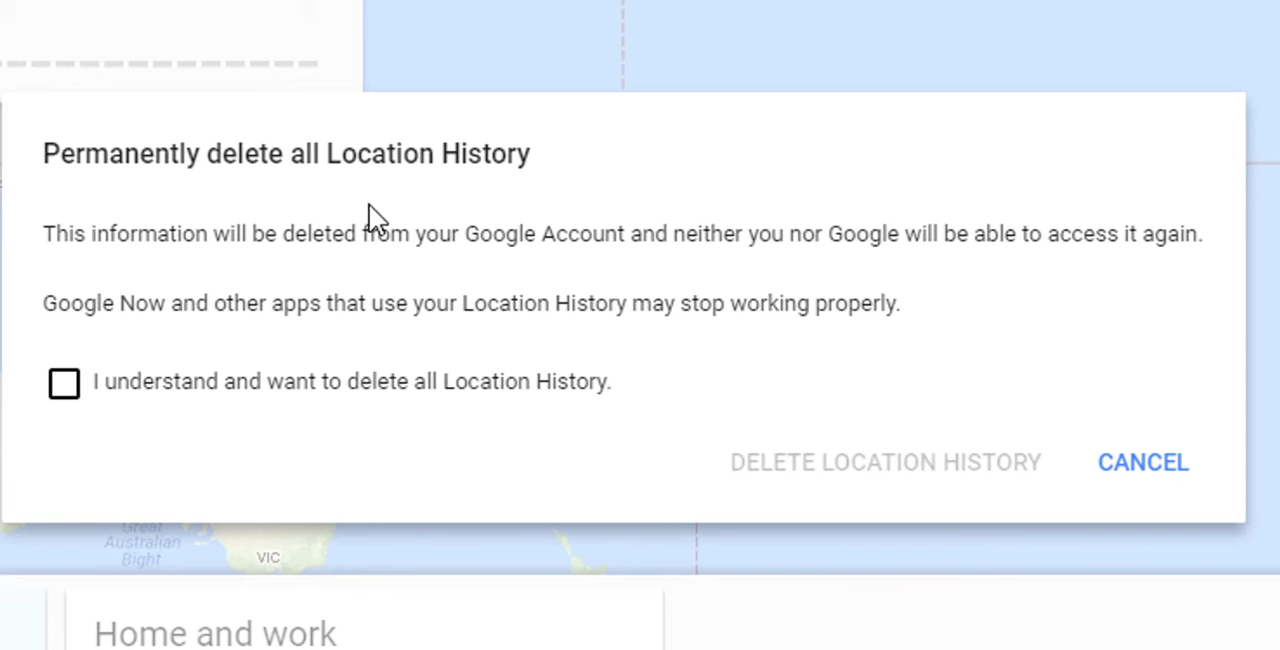 Permanently delete all Location History
This information will be deleted from your Google Account and neither you nor Google will be able to access it again.
Google Now and other apps that use your Location History may stop working properly.
I understand and want to delete all Location History.
DELETE LOCATION HISTORY CANCEL
Great
Australian
Bight
VIC
Home and work